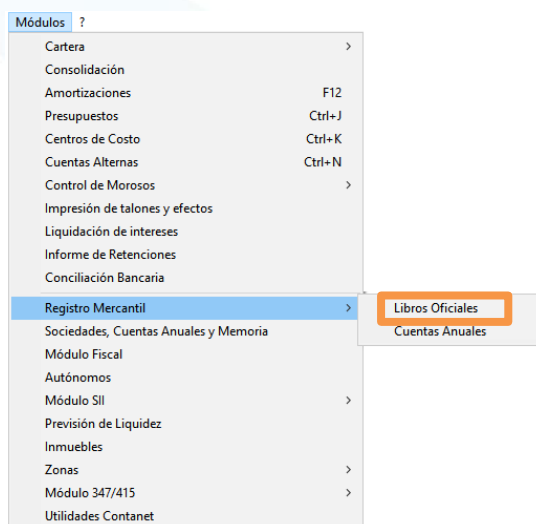 Módulos ?
Cartera >
Consolidación
Amortizaciones F12
Presupuestos Ctrl+J
Centros de Costo Ctrl+K
Cuentas Alternas Ctrl+N
Control de Morosos >
Impresión de talones y efectos
Liquidación de intereses
Informe de Retenciones
Conciliación Bancaria
Registro Mercantil >
Libros Oficiales
Cuentas Anuales
Sociedades, Cuentas Anuales y Memoria
Módulo Fiscal
Autónomos
Módulo SII >
Previsión de Liquidez
Inmuebles
Zonas >
Módulo 347/415 >
Utilidades Contanet